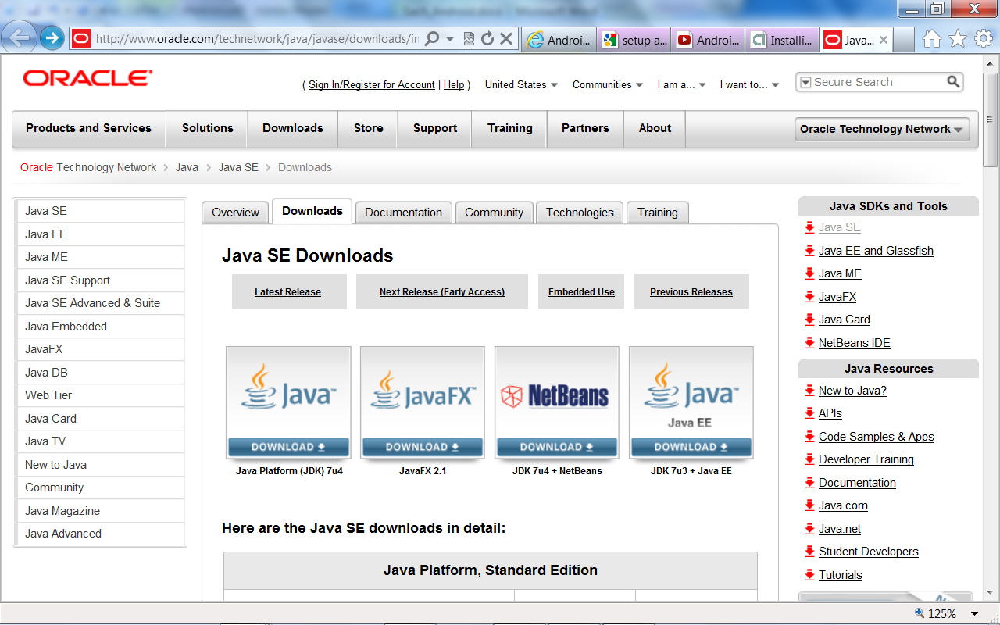 http://www.oracle.com/technetwork/java/javase/downloads/in
Androi...
setup a...
Androi...
Installi...
Java...
ORACLE
( Sign In/Register for Account | Help )
United States
Communities
I am a...
I want to...
Secure Search
Products and Services
Solutions
Downloads
Store
Support
Training
Partners
About
Oracle Technology Network
Oracle Technology Network > Java > Java SE > Downloads
Java SE
Java EE
Java ME
Java SE Support
Java SE Advanced & Suite
Java Embedded
JavaFX
Java DB
Web Tier
Java Card
Java TV
New to Java
Community
Java Magazine
Java Advanced
Overview
Downloads
Documentation
Community
Technologies
Training
Java SE Downloads
Latest Release
Next Release (Early Access)
Embedded Use
Previous Releases
Java™
DOWNLOAD
Java Platform (JDK) 7u4
JavaFX™
DOWNLOAD
JavaFX 2.1
NetBeans
DOWNLOAD
JDK 7u4 + NetBeans
Java™
Java EE
DOWNLOAD
JDK 7u3 + Java EE
Here are the Java SE downloads in detail:
Java Platform, Standard Edition
Java SDKs and Tools
Java SE
Java EE and Glassfish
Java ME
JavaFX
Java Card
NetBeans IDE
Java Resources
New to Java?
APIs
Code Samples & Apps
Developer Training
Documentation
Java.com
Java.net
Student Developers
Tutorials
125%